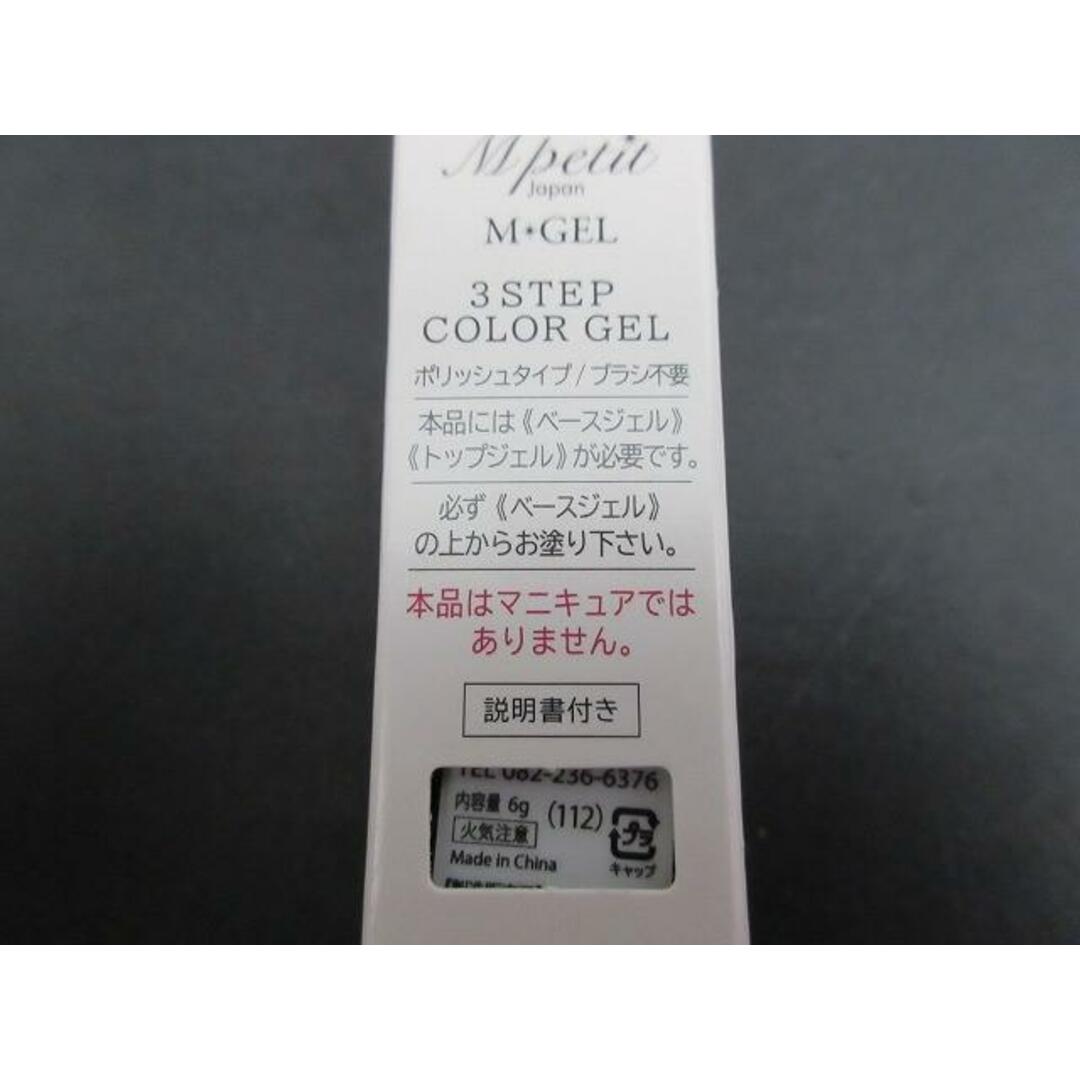 M petit
Japan
M・GEL
3 STEP
COLOR GEL
ポリッシュタイプ/ブラシ不要
本品には《ベースジェル》
《トップジェル》が必要です。
必ず《ベースジェル》
の上からお塗り下さい。
本品はマニキュアでは
ありません。
説明書付き
TEL 082-236-6376
内容量 6g (112)
火気注意
プラ
Made in China
キャップ